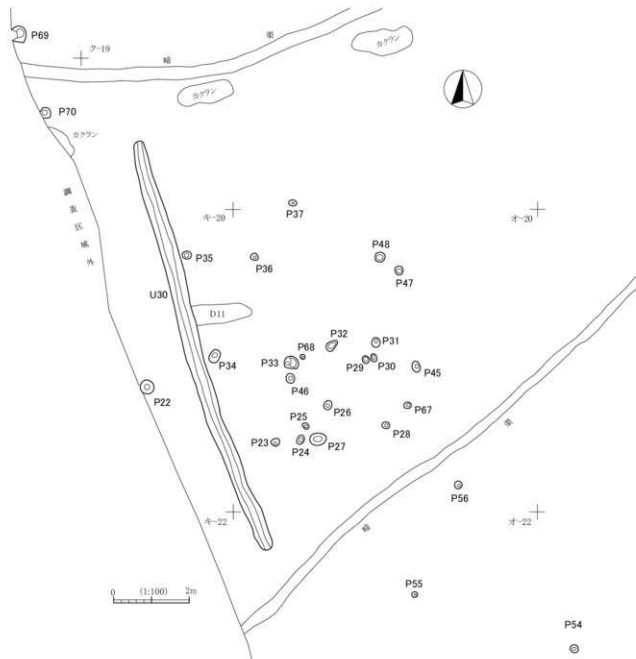 P69
ク-19
暗
渠
カクラン
カクラン
P70
カクラン
調査区域外
キ-20
P37
オ-20
P35
P36
P48
P47
U30
D11
P34
P33
P68
P32
P31
P29
P30
P45
P46
P22
P26
P67
P25
P28
P23
P24
P27
渠
P56
キ-22
暗
オ-22
P55
0
(1:100)
2m
P54